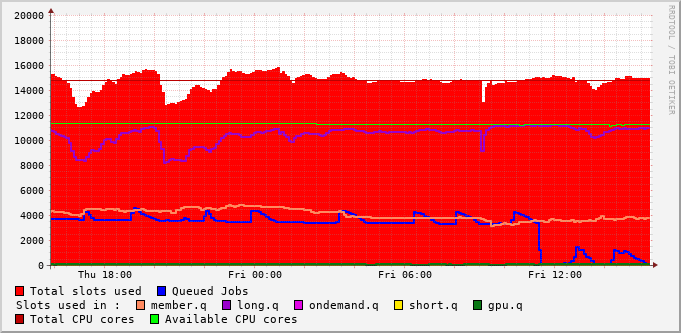 RRDTOOL / TOBI OETIKER
20000
18000
16000
14000
12000
10000
8000
6000
4000
2000
0
Thu 18:00 Fri 00:00 Fri 06:00 Fri 12:00
Total slots used Queued Jobs
Slots used in : member.q long.q ondemand.q short.q gpu.q
Total CPU cores Available CPU cores